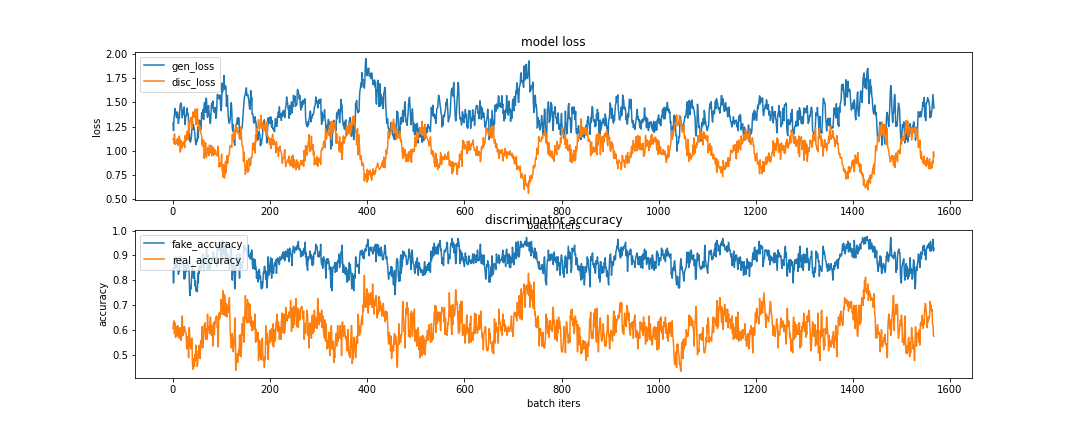 model loss
2.00
1.75
1.50
1.25
1.00
0.75
0.50
loss
gen_loss
disc_loss
0 200 400 600 800 1000 1200 1400 1600
batch iters
discriminator accuracy
1.0
0.9
0.8
0.7
0.6
0.5
accuracy
fake_accuracy
real_accuracy
0 200 400 600 800 1000 1200 1400 1600
batch iters